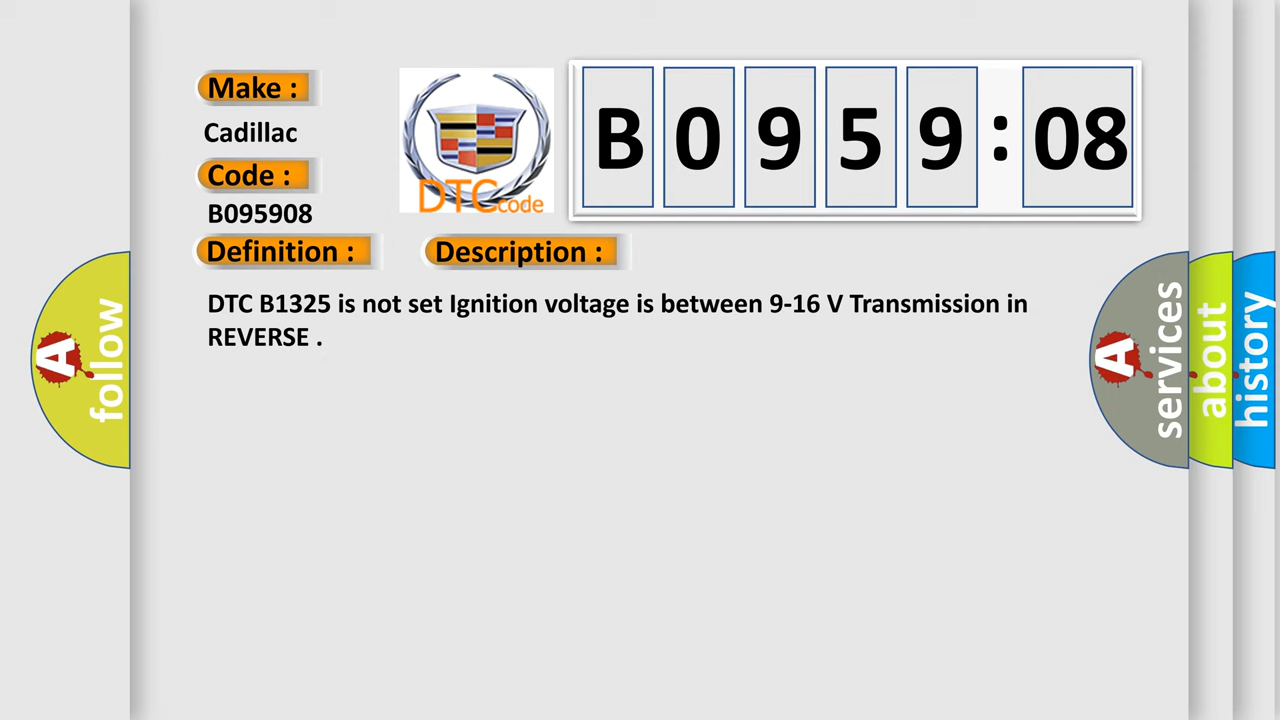 Make :
Cadillac
Code :
B095908
Definition :
Description :
DTC B1325 is not set Ignition voltage is between 9-16 V Transmission in
REVERSE .
DTC code
B 0 9 5 9 : 08
A follow
A services
about
history